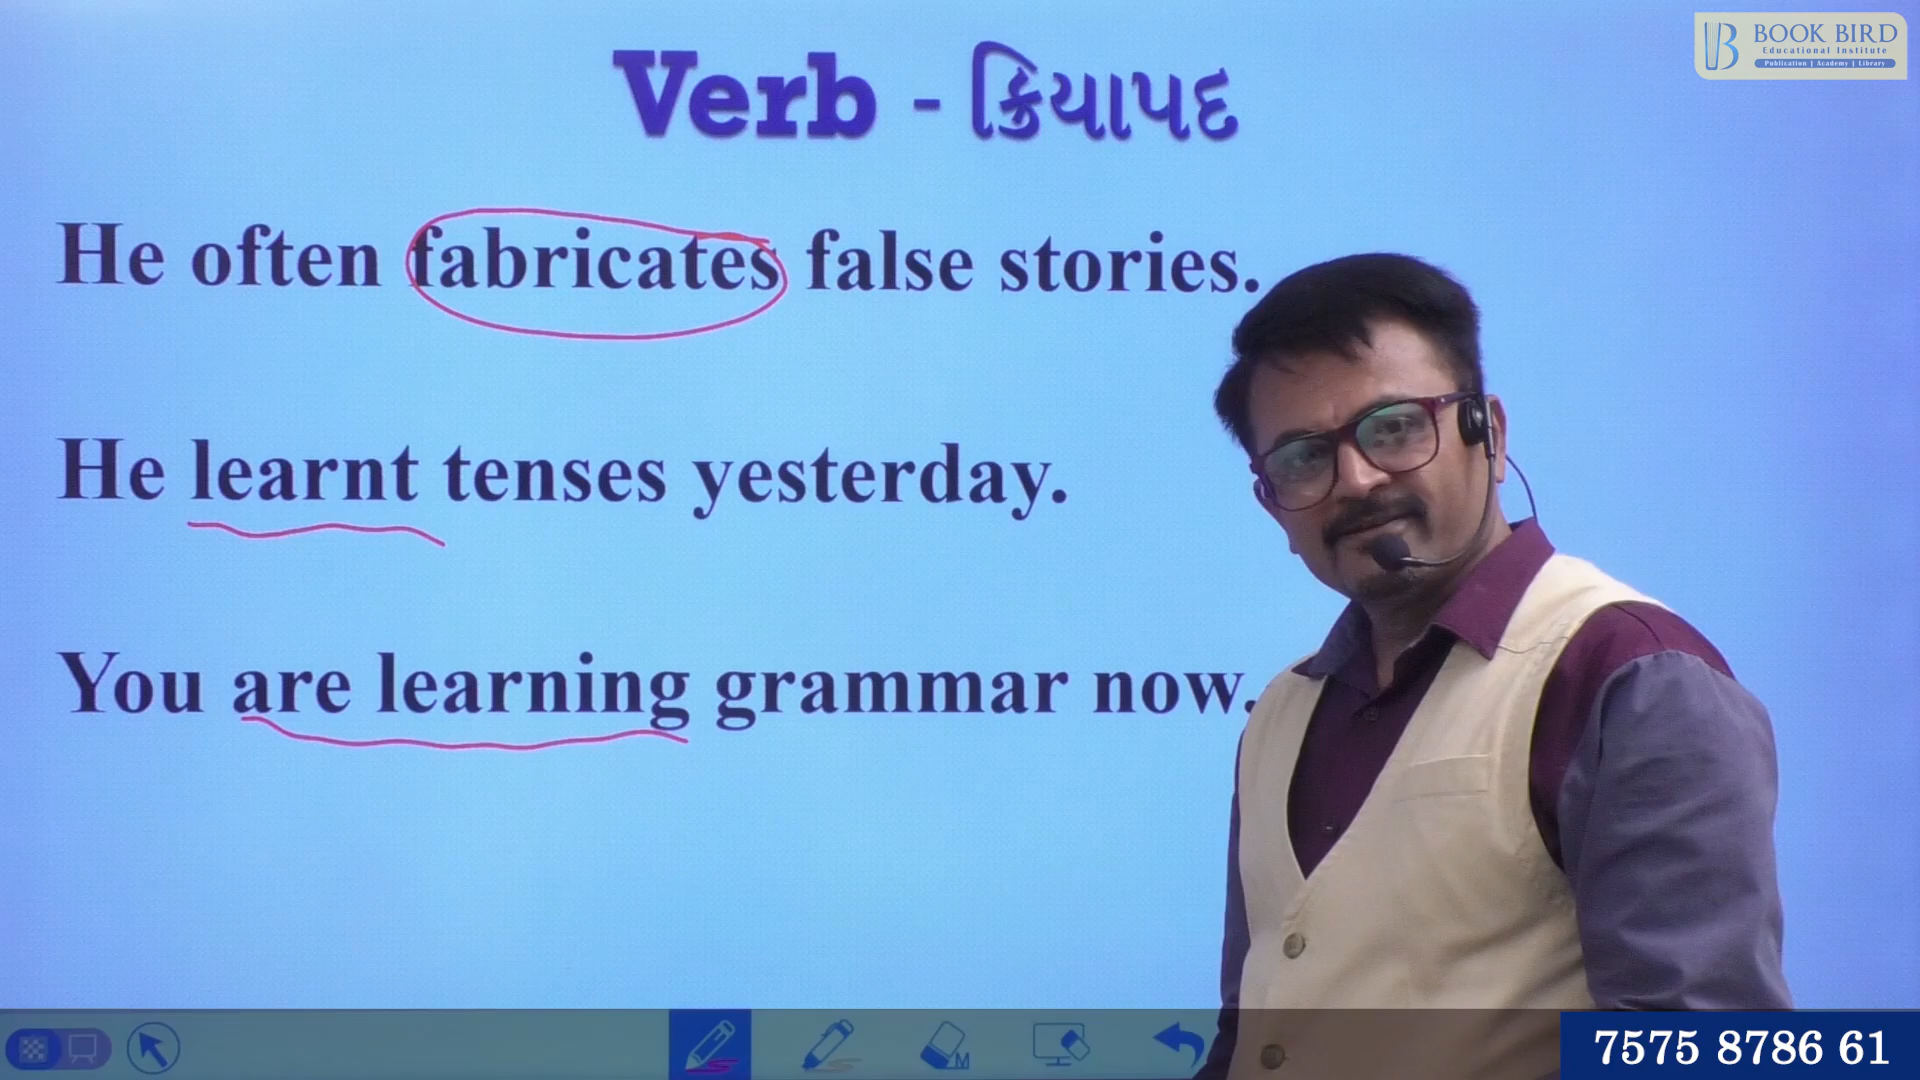 BOOK BIRD
Educational Institute
Publication | Academy | Library
Verb - ક્રિયાપદ
He often fabricates false stories.
He learnt tenses yesterday.
You are learning grammar now.
M
7575 8786 61